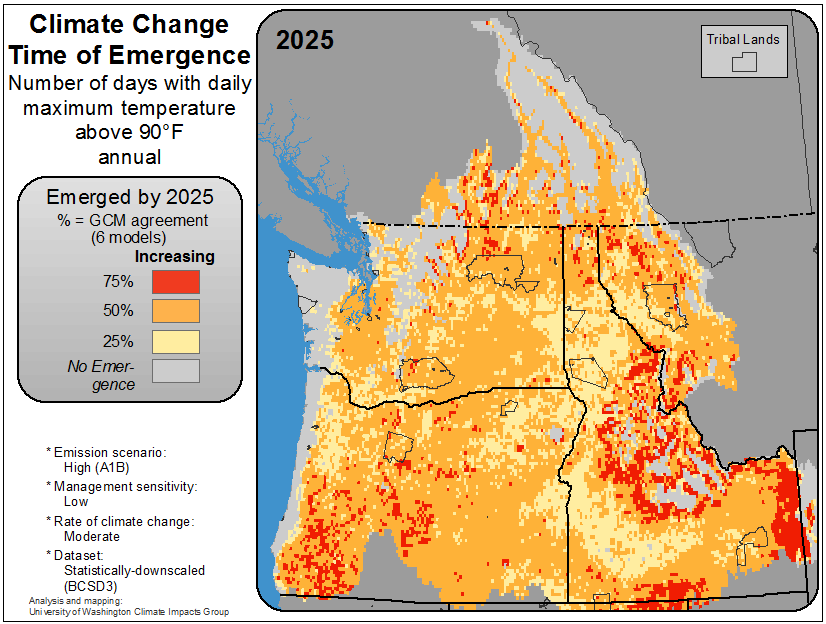 Climate Change
Time of Emergence
Number of days with daily
maximum temperature
above 90°F
annual
Emerged by 2025
% = GCM agreement
(6 models)
Increasing
75%
50%
25%
No Emer-
gence
* Emission scenario:
High (A1B)
* Management sensitivity:
Low
* Rate of climate change:
Moderate
* Dataset:
Statistically-downscaled
(BCSD3)
Analysis and mapping:
University of Washington Climate Impacts Group
2025
Tribal Lands